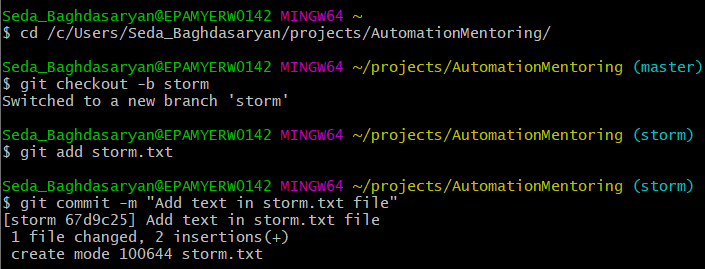 Seda_Baghdasaryan@EPAMYERW0142 MINGW64 ~
$ cd /c/Users/Seda_Baghdasaryan/projects/AutomationMentoring/
Seda_Baghdasaryan@EPAMYERW0142 MINGW64 ~/projects/AutomationMentoring (master)
$ git checkout -b storm
Switched to a new branch 'storm'
Seda_Baghdasaryan@EPAMYERW0142 MINGW64 ~/projects/AutomationMentoring (storm)
$ git add storm.txt
Seda_Baghdasaryan@EPAMYERW0142 MINGW64 ~/projects/AutomationMentoring (storm)
$ git commit -m "Add text in storm.txt file"
[storm 67d9c25] Add text in storm.txt file
 1 file changed, 2 insertions(+)
 create mode 100644 storm.txt